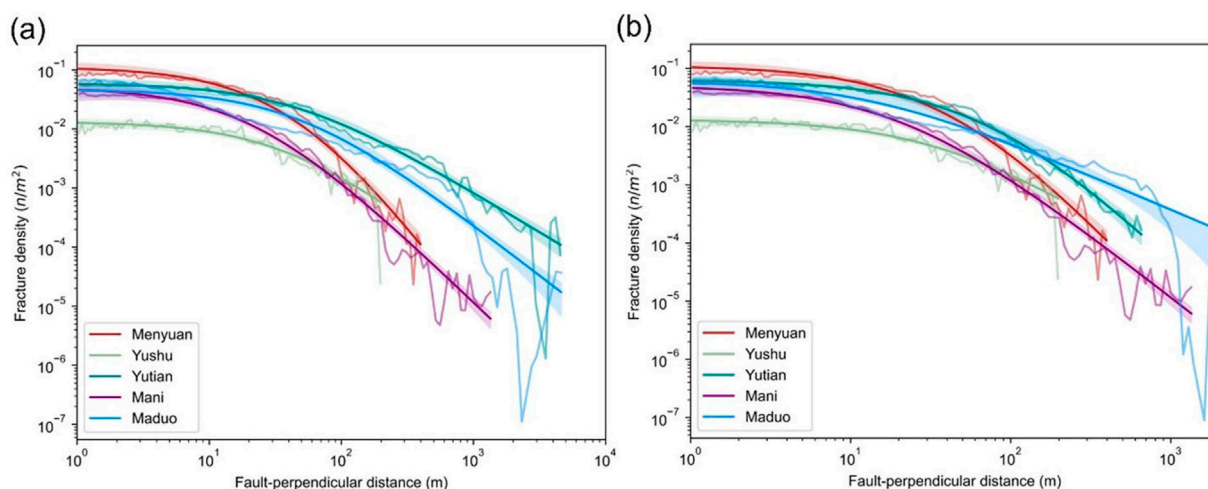 (a)
Fracture density (n/m²)
10⁻¹
10⁻²
10⁻³
10⁻⁴
10⁻⁵
10⁻⁶
10⁻⁷
Menyuan
Yushu
Yutian
Mani
Maduo
10⁰ 10¹ 10² 10³ 10⁴
Fault-perpendicular distance (m)
(b)
Fracture density (n/m²)
10⁻¹
10⁻²
10⁻³
10⁻⁴
10⁻⁵
10⁻⁶
10⁻⁷
Menyuan
Yushu
Yutian
Mani
Maduo
10⁰ 10¹ 10² 10³
Fault-perpendicular distance (m)